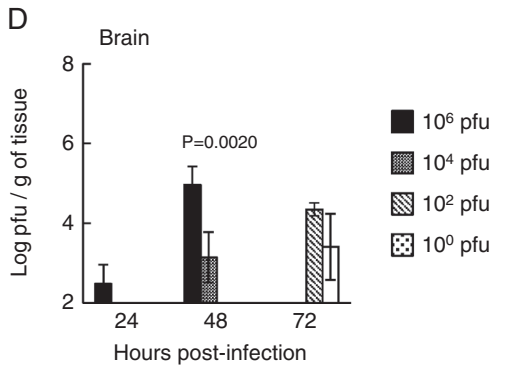 D
Brain
8
6
4
2
Log pfu / g of tissue
P=0.0020
24 48 72
Hours post-infection
10⁶ pfu
10⁴ pfu
10² pfu
10⁰ pfu